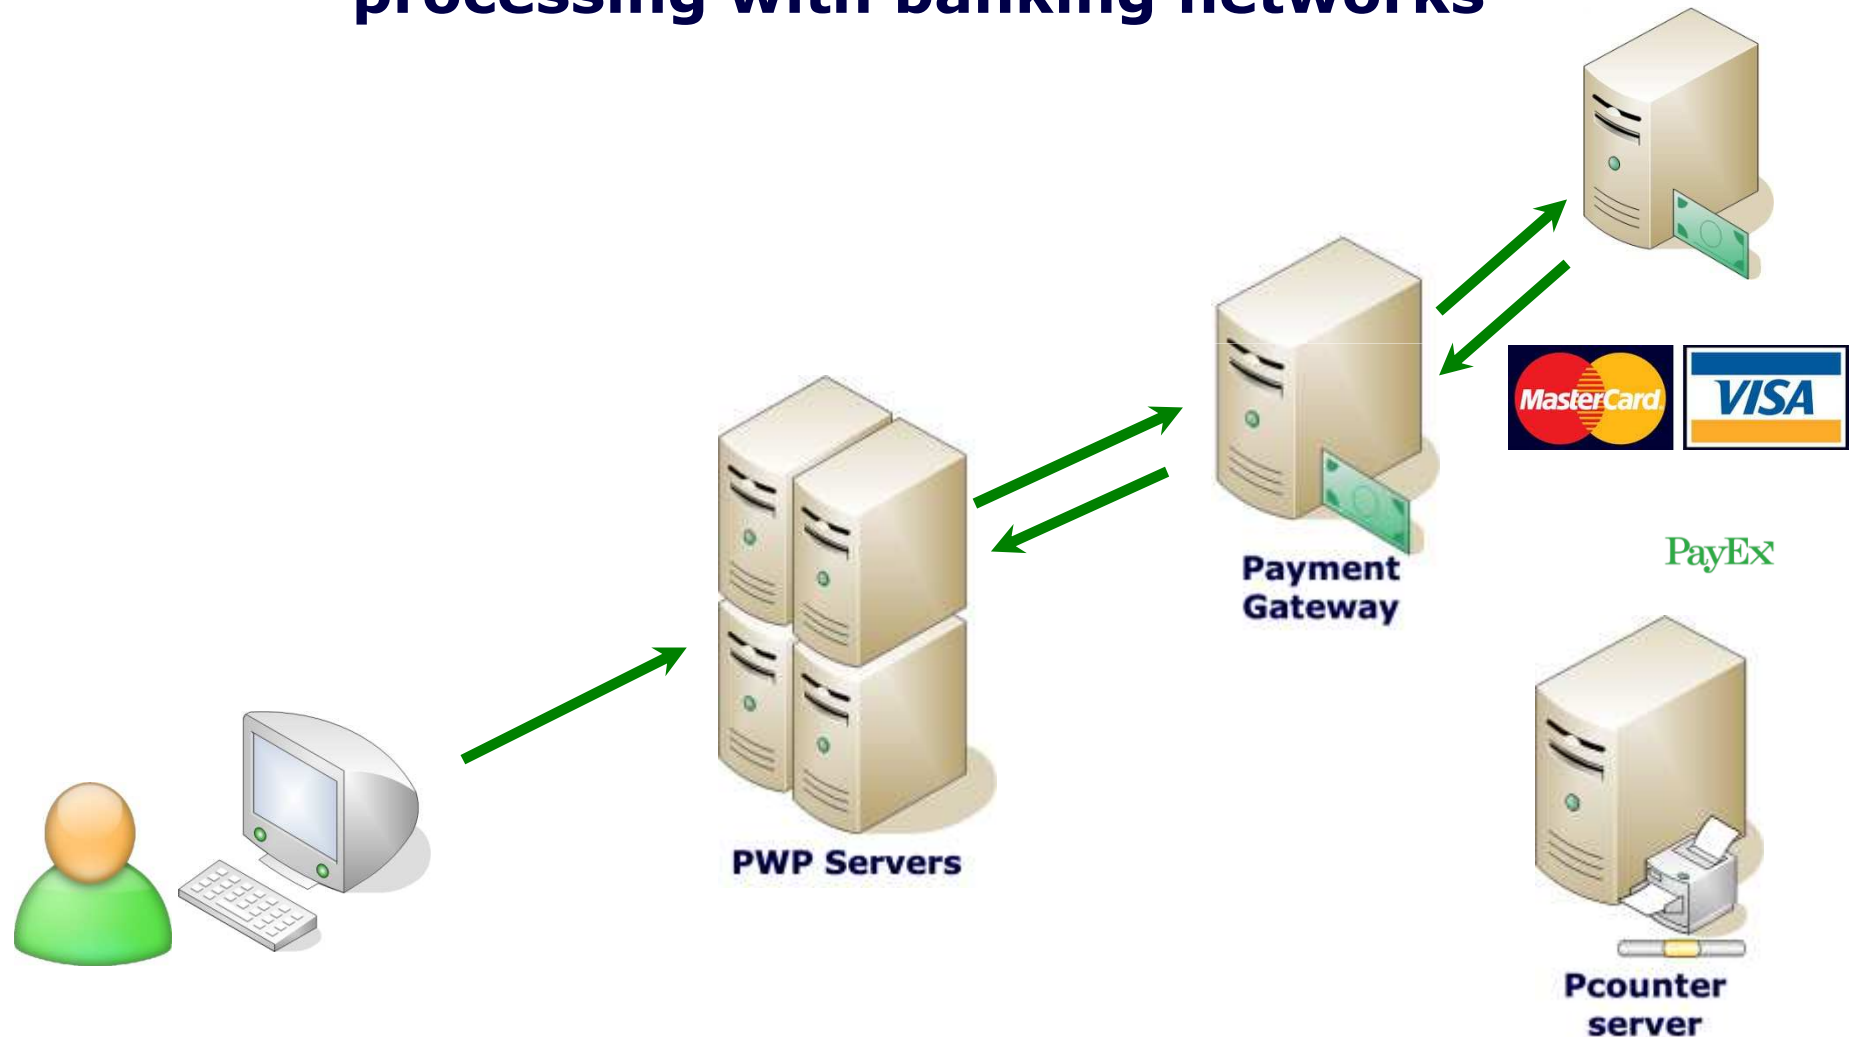 processing with banking networks
MasterCard
VISA
PayEx
Payment
Gateway
PWP Servers
Pcounter
server